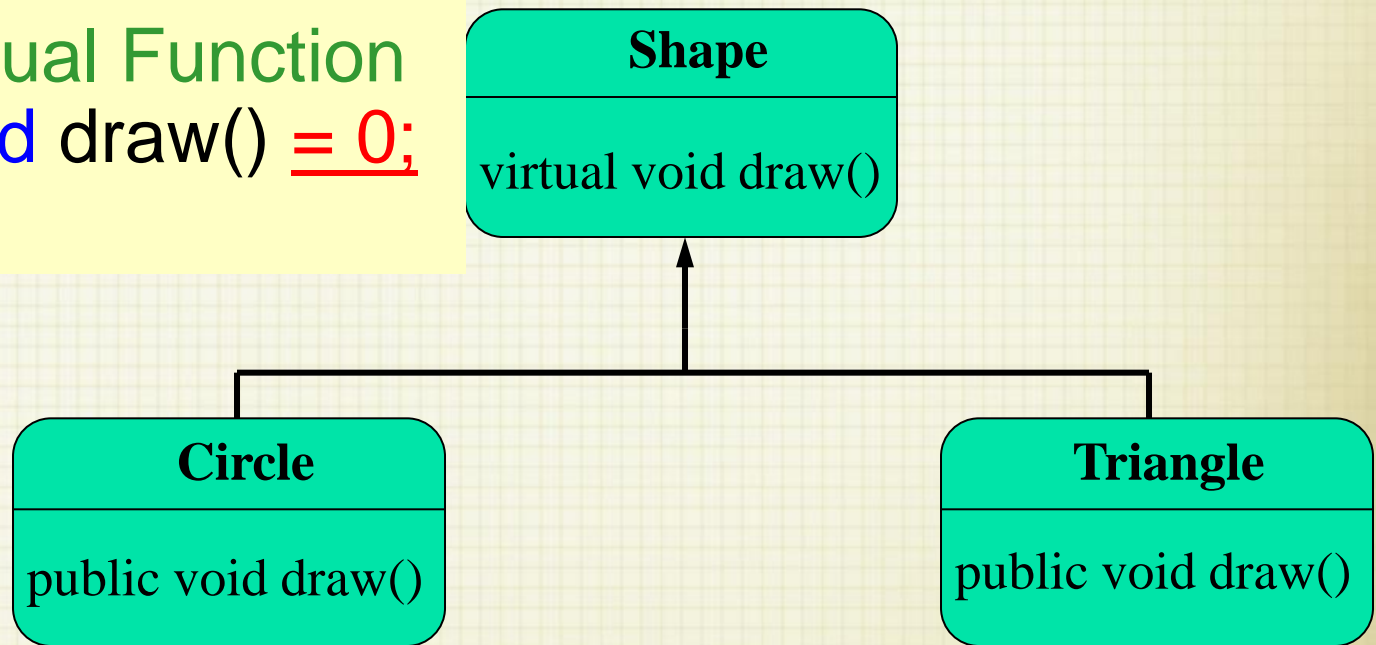 ual Function
d draw() = 0;
Shape
virtual void draw()
Circle
public void draw()
Triangle
public void draw()